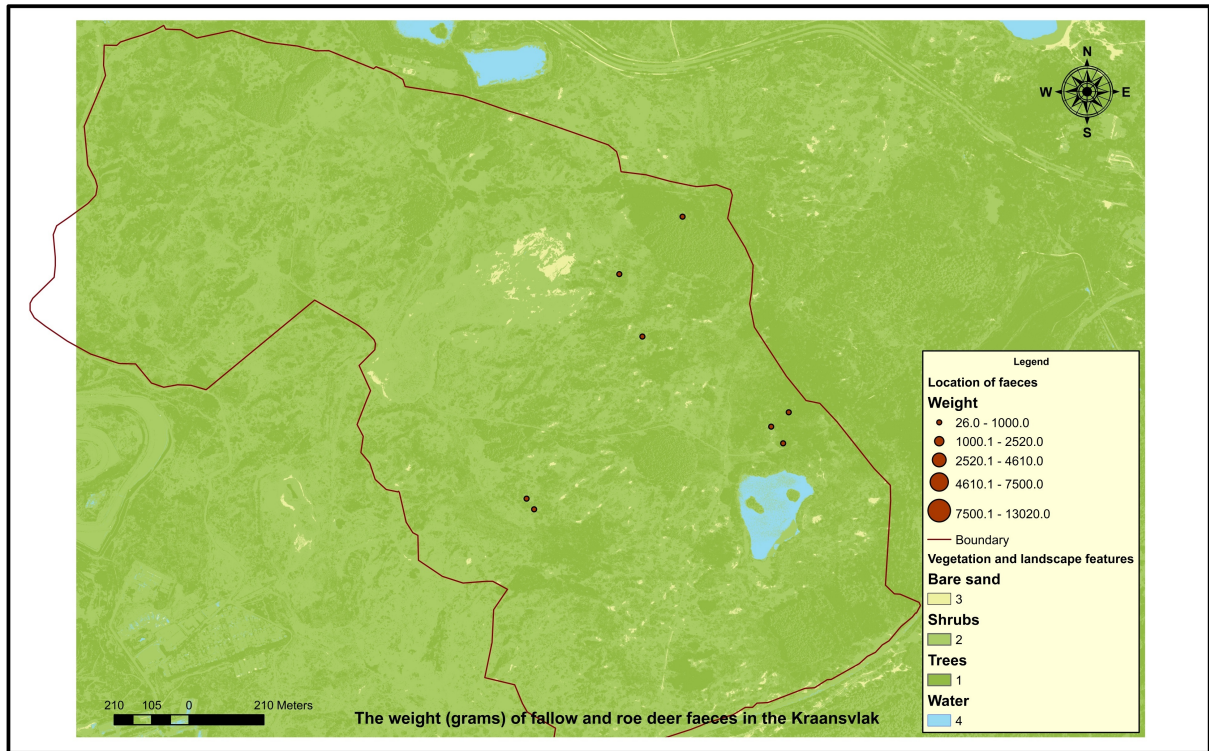 N
W E
S
Legend
Location of faeces
Weight
26.0 - 1000.0
1000.1 - 2520.0
2520.1 - 4610.0
4610.1 - 7500.0
7500.1 - 13020.0
Boundary
Vegetation and landscape features
Bare sand
3
Shrubs
2
Trees
1
Water
4
210 105 0 210 Meters
The weight (grams) of fallow and roe deer faeces in the Kraansvlak